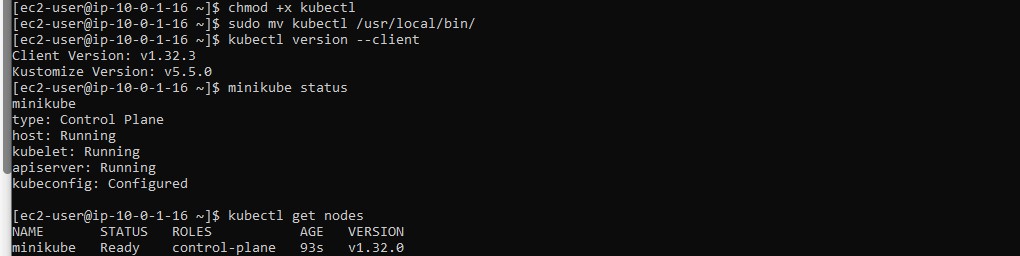 [ec2-user@ip-10-0-1-16 ~]$ chmod +x kubectl
[ec2-user@ip-10-0-1-16 ~]$ sudo mv kubectl /usr/local/bin/
[ec2-user@ip-10-0-1-16 ~]$ kubectl version --client
Client Version: v1.32.3
Kustomize Version: v5.5.0
[ec2-user@ip-10-0-1-16 ~]$ minikube status
minikube
type: Control Plane
host: Running
kubelet: Running
apiserver: Running
kubeconfig: Configured

[ec2-user@ip-10-0-1-16 ~]$ kubectl get nodes
NAME       STATUS   ROLES           AGE   VERSION
minikube   Ready    control-plane   93s   v1.32.0